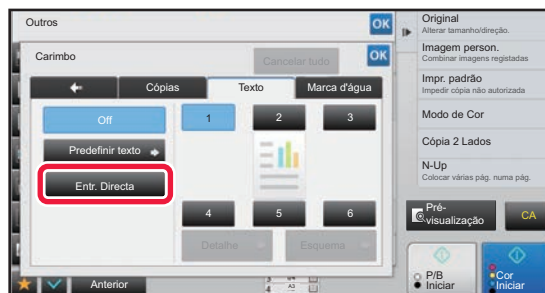 Outros
OK
Carimbo
Cancelar tudo
OK
Cópias
Texto
Marca d'água
Off
1
2
3
Predefinir texto
Entr. Directa
4
5
6
Detalhe
Esquema
Anterior
3
4
A3
Original
Alterar tamanho/direção.
Imagem person.
Combinar imagens registadas
Impr. padrão
Impedir cópia não autorizada
Modo de Cor
Cópia 2 Lados
N-Up
Colocar várias pág. numa pág.
Pré-
visualização
CA
P/B
Iniciar
Cor
Iniciar